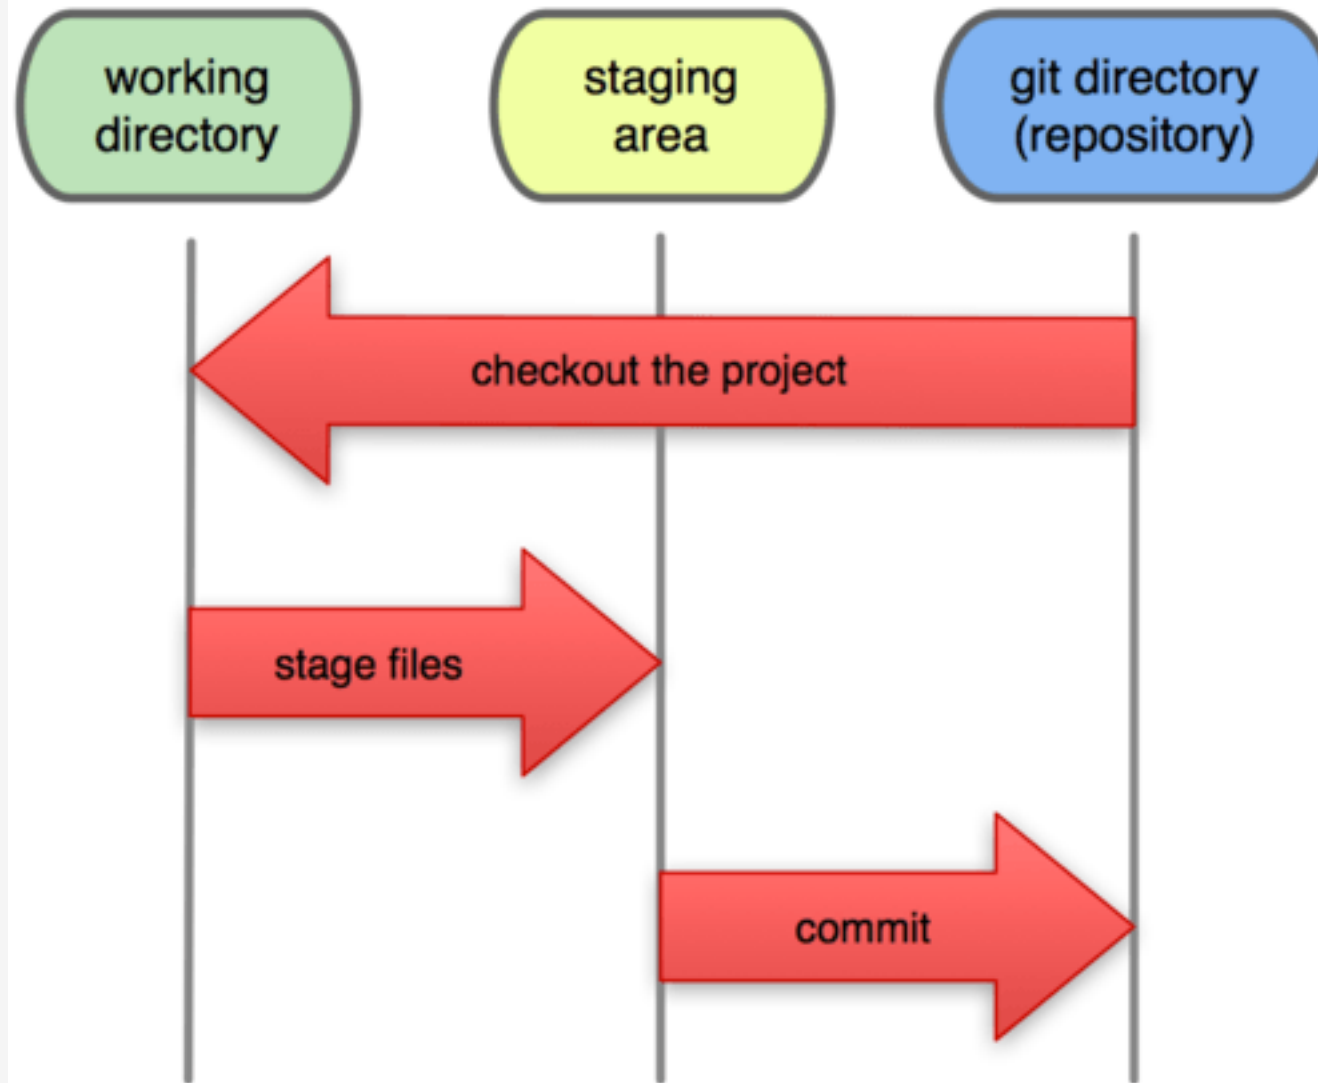 working
directory
staging
area
git directory
(repository)
checkout the project
stage files
commit